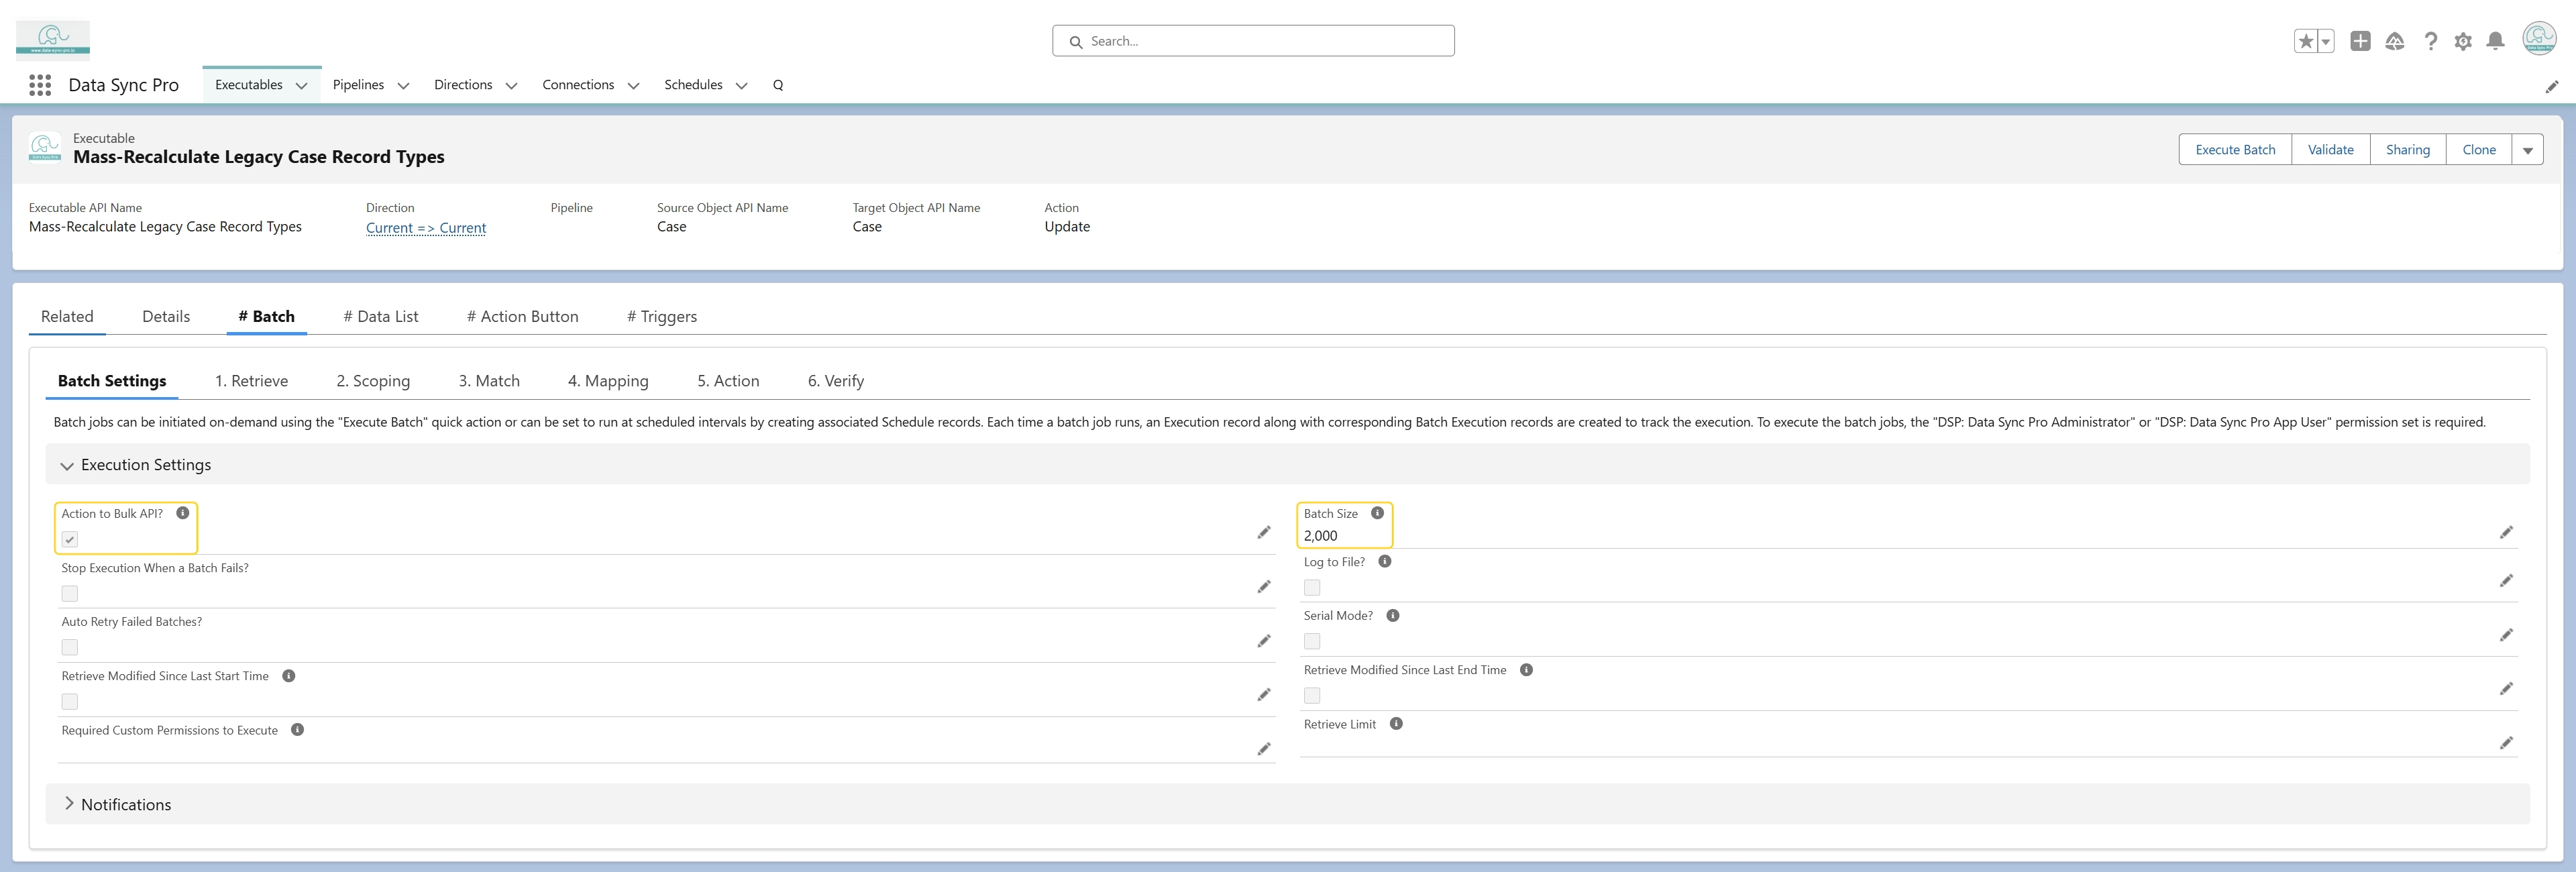 www.data-sync-pro.io
Search...
Data Sync Pro
Executables
Pipelines
Directions
Connections
Schedules
Q
Executable
Mass-Recalculate Legacy Case Record Types
Execute Batch
Validate
Sharing
Clone
Executable API Name
Direction
Pipeline
Source Object API Name
Target Object API Name
Action
Mass-Recalculate Legacy Case Record Types
Current => Current
Case
Case
Update
Related
Details
# Batch
# Data List
# Action Button
# Triggers
Batch Settings
1. Retrieve
2. Scoping
3. Match
4. Mapping
5. Action
6. Verify
Batch jobs can be initiated on-demand using the "Execute Batch" quick action or can be set to run at scheduled intervals by creating associated Schedule records. Each time a batch job runs, an Execution record along with corresponding Batch Execution records are created to track the execution. To execute the batch jobs, the "DSP: Data Sync Pro Administrator" or "DSP: Data Sync Pro App User" permission set is required.
Execution Settings
Action to Bulk API?
Batch Size
2,000
Stop Execution When a Batch Fails?
Log to File?
Auto Retry Failed Batches?
Serial Mode?
Retrieve Modified Since Last Start Time
Retrieve Modified Since Last End Time
Required Custom Permissions to Execute
Retrieve Limit
Notifications